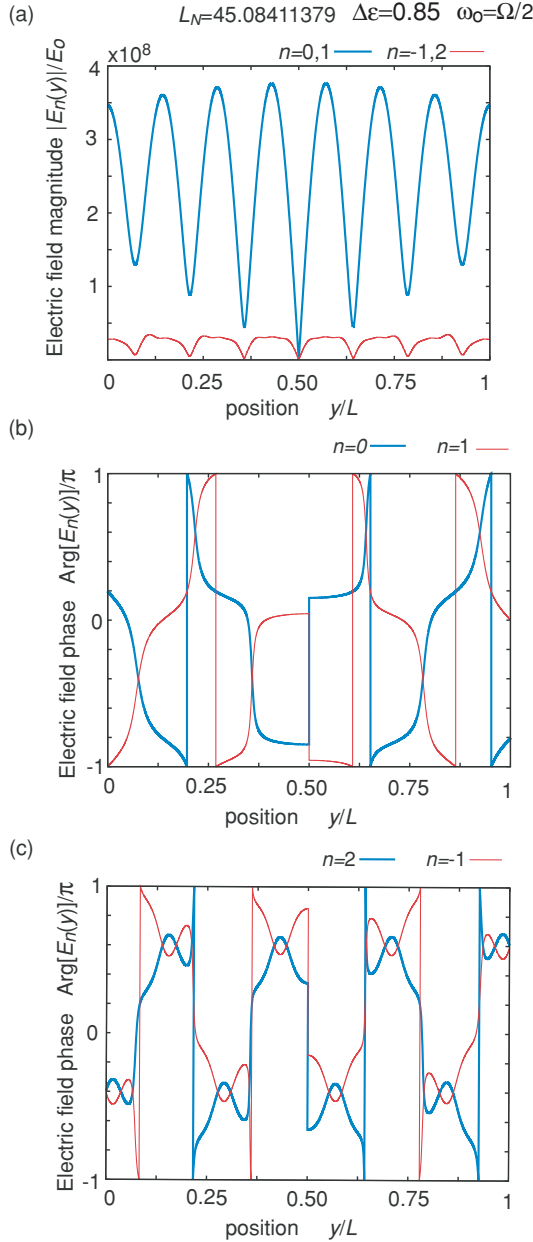 (a) L_N=45.08411379 Δε=0.85 ω₀=Ω/2
×10⁸ n=0,1 n=-1,2
Electric field magnitude |E_n(y)|/E_o
4
3
2
1
0 0.25 0.50 0.75 1
position y/L
(b)
n=0 n=1
Electric field phase Arg[E_n(y)]/π
1
0
-1
0 0.25 0.50 0.75 1
position y/L
(c)
n=2 n=-1
Electric field phase Arg[E_n(y)]/π
1
0
-1
0 0.25 0.50 0.75 1
position y/L